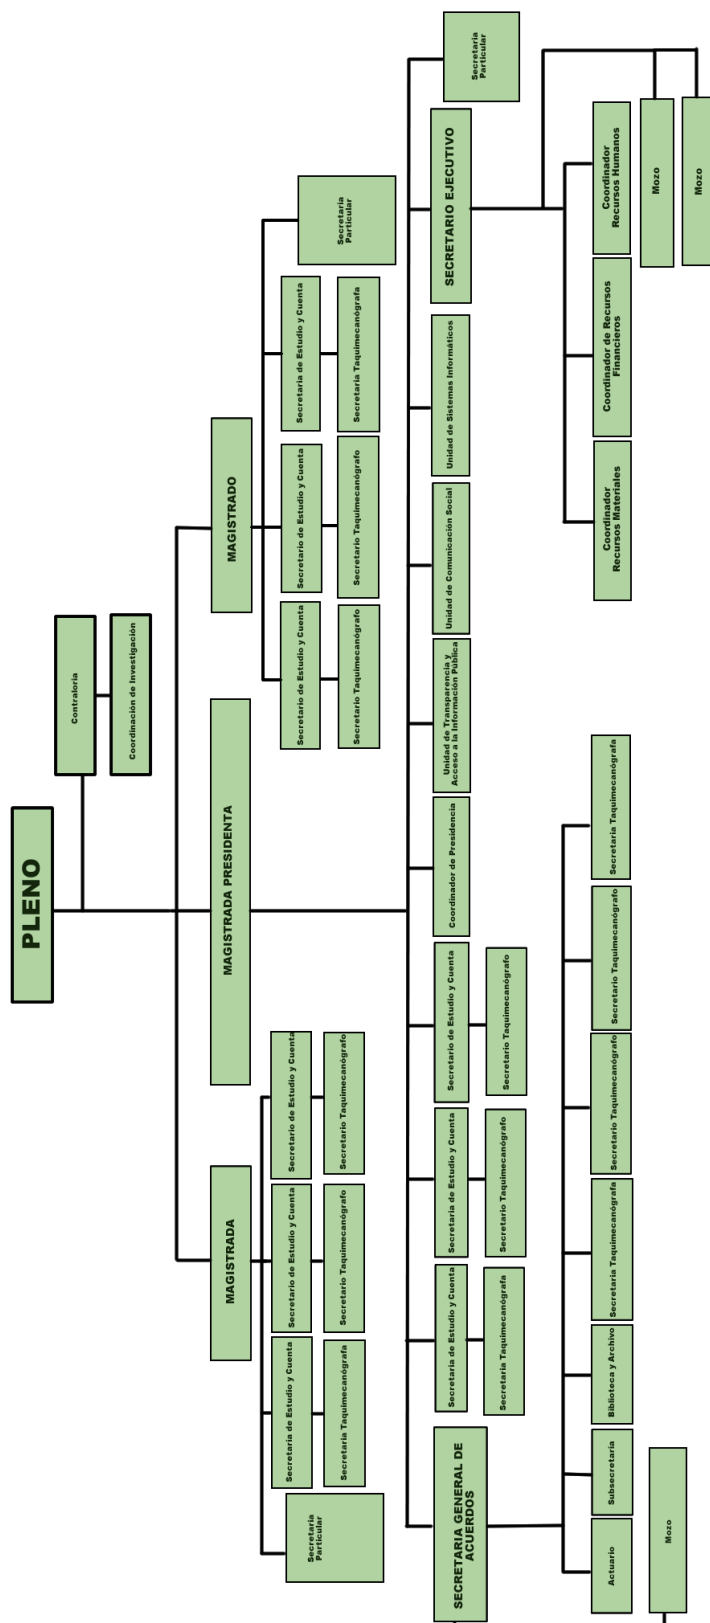 PLENO
Contraloria
Coordinación de Investigación
MAGISTRADA
MAGISTRADA PRESIDENTA
MAGISTRADO
Secretaria
Particular
Secretaria de Estudio y Cuenta
Secretario de Estudio y Cuenta
Secretario de Estudio y Cuenta
Secretaria Taquimecanógrafa
Secretario Taquimecanógrafo
Secretario Taquimecanógrafo
Secretario de Estudio y Cuenta
Secretario de Estudio y Cuenta
Secretaria de Estudio y Cuenta
Secretaria
Particular
Secretario Taquimecanógrafo
Secretario Taquimecanógrafo
Secretaria Taquimecanógrafa
SECRETARIA GENERAL DE
ACUERDOS
Secretaria de Estudio y Cuenta
Secretaria de Estudio y Cuenta
Secretario de Estudio y Cuenta
Coordinador de Presidencia
Unidad de Transparencia y
Acceso a la Información Pública
Unidad de Comunicación Social
Unidad de Sistemas Informáticos
SECRETARIO EJECUTIVO
Secretaria
Particular
Secretaria Taquimecanógrafa
Secretario Taquimecanógrafo
Secretario Taquimecanógrafo
Actuario
Subsecretaria
Biblioteca y Archivo
Secretaria Taquimecanógrafa
Secretario Taquimecanógrafo
Secretario Taquimecanógrafo
Secretaria Taquimecanógrafa
Coordinador
Recursos Materiales
Coordinador de Recursos
Financieros
Coordinador
Recursos Humanos
Mozo
Mozo
Mozo